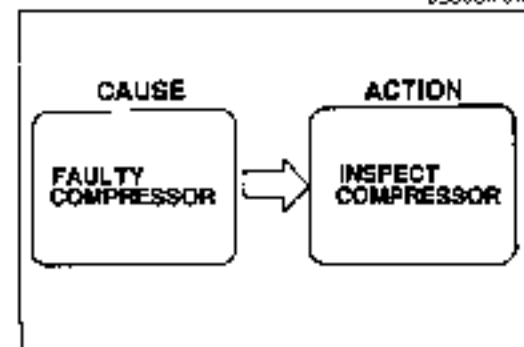 CAUSE
ACTION
FAULTY
COMPRESSOR
INSPECT
COMPRESSOR